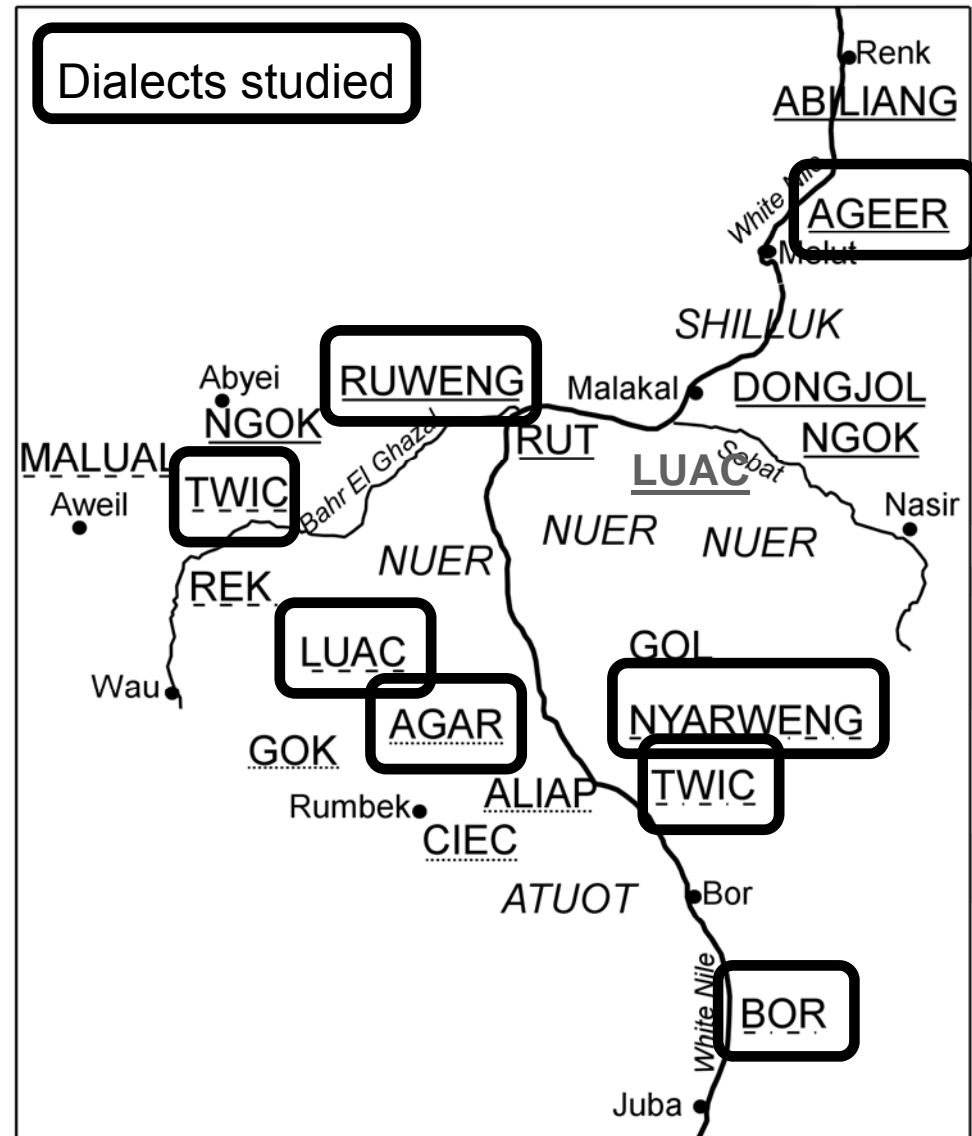 Dialects studied
Renk
ABILIANG
White Nile
AGEER
Melut
SHILLUK
Abyei
RUWENG
Malakal
DONGJOL
NGOK
RUT
NGOK
MALUAL
TWIC
Bahr El Ghazal
LUAC
Sobat
Aweil
Nasir
NUER
NUER
NUER
REK
LUAC
GOL
Wau
AGAR
NYARWENG
GOK
TWIC
Rumbek
ALIAP
CIEC
ATUOT
Bor
White Nile
BOR
Juba